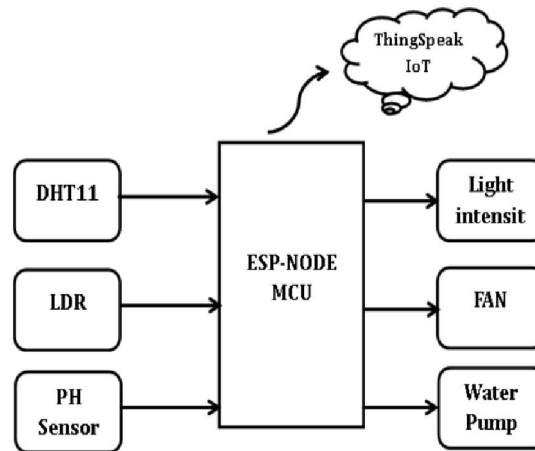 ThingSpeak
IoT
DHT11
LDR
PH
Sensor
ESP-NODE
MCU
Light
intensit
FAN
Water
Pump